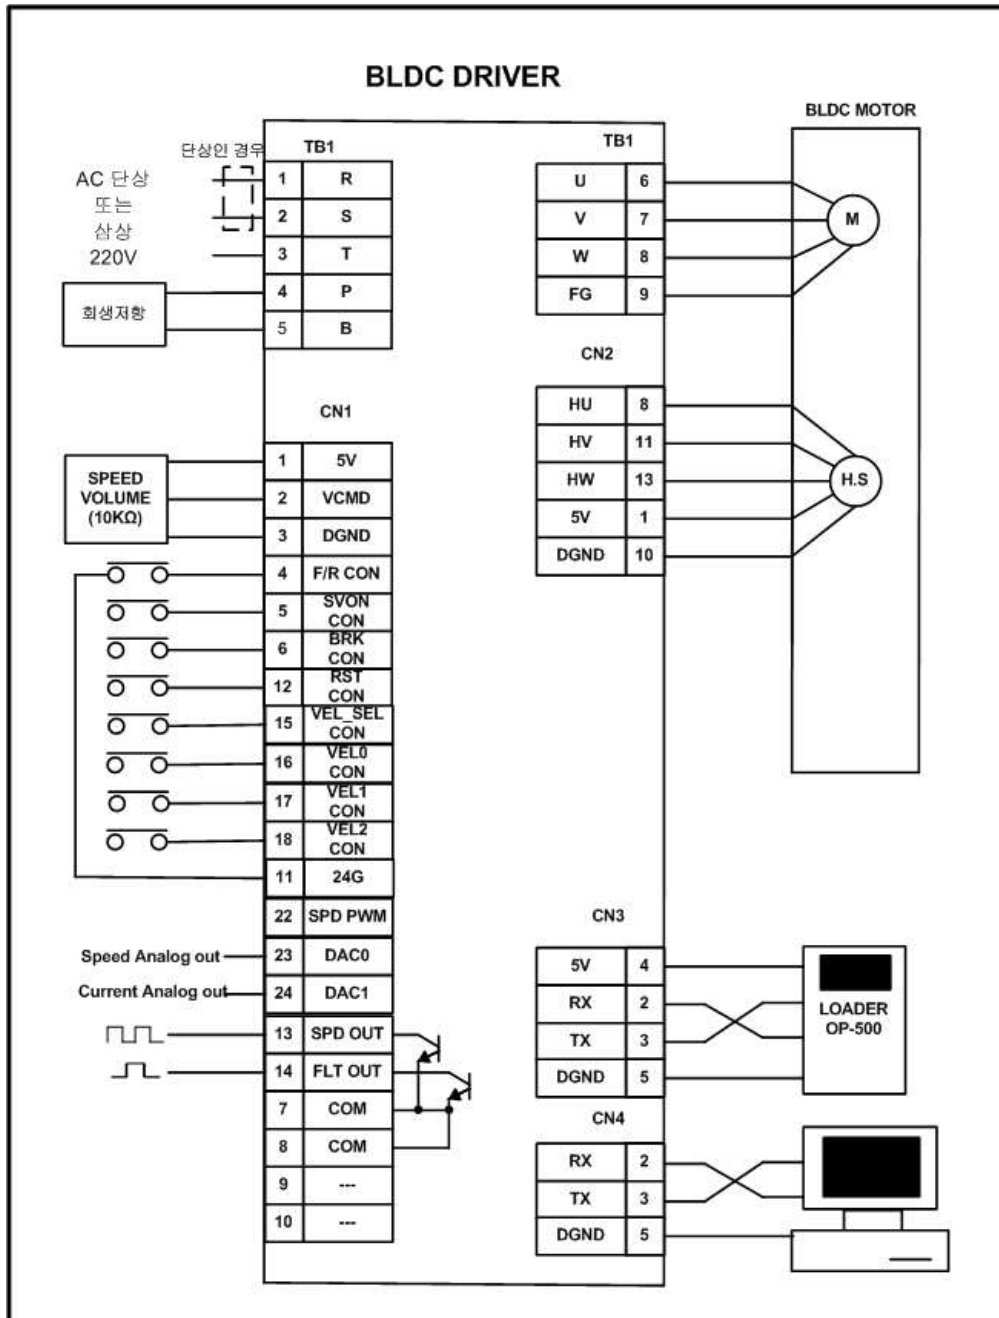 BLDC DRIVER
BLDC MOTOR
단상인 경우
TB1
AC 단상
또는
삼상
220V
1 R
2 S
3 T
4 P
5 B
회생저항
CN1
SPEED
VOLUME
(10KΩ)
1 5V
2 VCMD
3 DGND
4 F/R CON
5 SVON
CON
6 BRK
CON
12 RST
CON
15 VEL_SEL
CON
16 VEL0
CON
17 VEL1
CON
18 VEL2
CON
11 24G
22 SPD PWM
Speed Analog out
23 DAC0
Current Analog out
24 DAC1
13 SPD OUT
14 FLT OUT
7 COM
8 COM
9 ---
10 ---
TB1
U 6
V 7
W 8
FG 9
M
CN2
HU 8
HV 11
HW 13
5V 1
DGND 10
H.S
CN3
5V 4
RX 2
TX 3
DGND 5
LOADER
OP-500
CN4
RX 2
TX 3
DGND 5